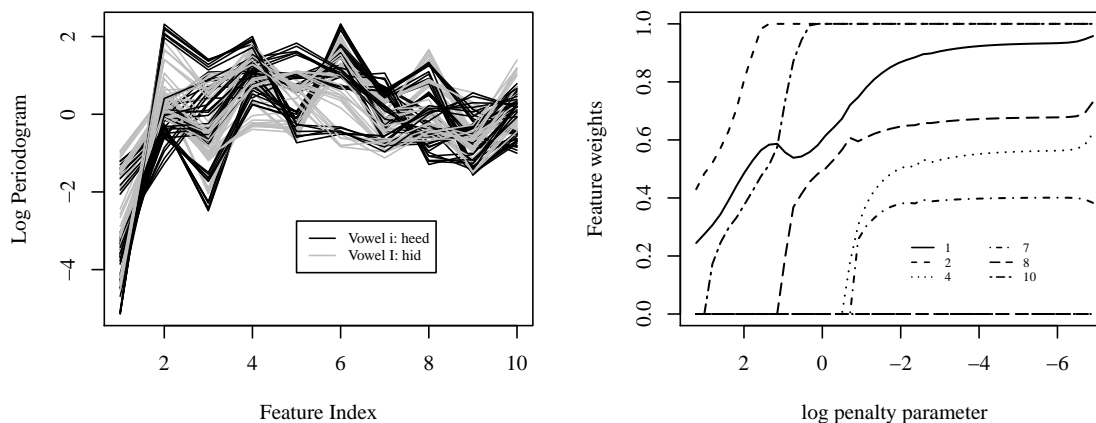 Log Periodogram
2
0
−2
−4
Vowel i: heed
Vowel I: hid
2 4 6 8 10
Feature Index
Feature weights
1.0
0.8
0.6
0.4
0.2
0.0
1 7
2 8
4 10
2 0 −2 −4 −6
log penalty parameter